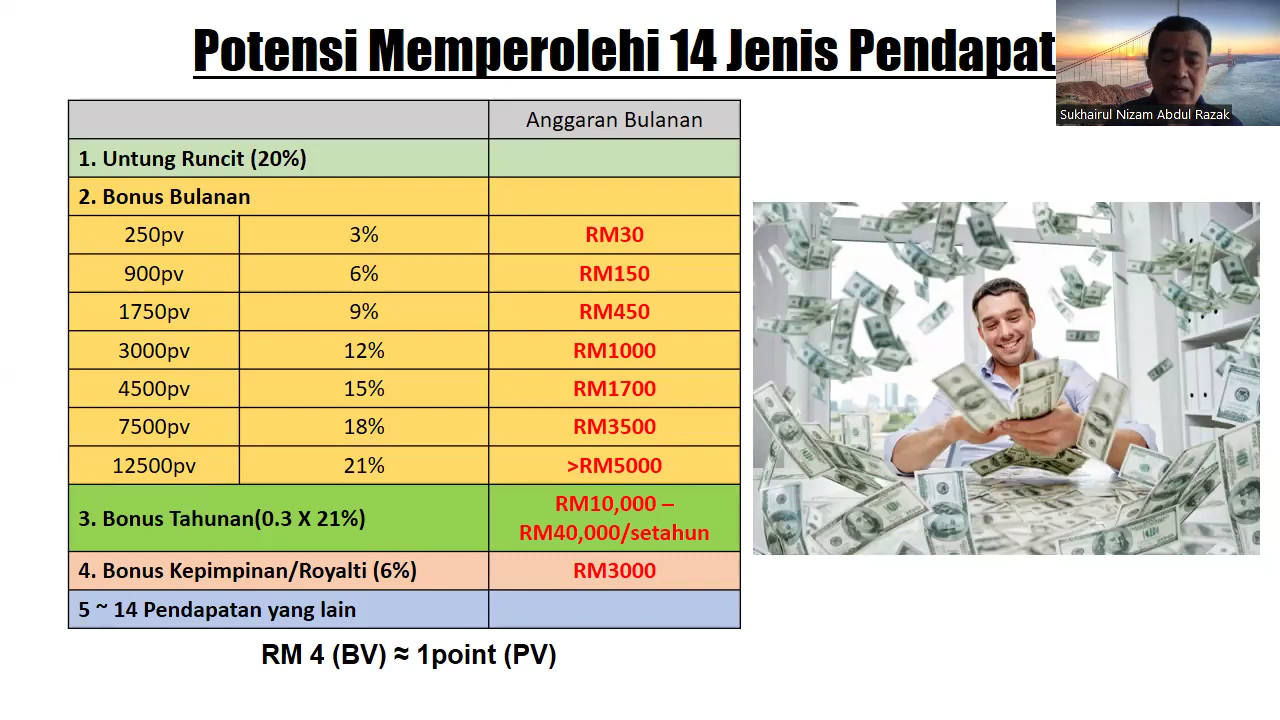 Potensi Memperolehi 14 Jenis Pendapat
Sukhairul Nizam Abdul Razak
Anggaran Bulanan
1. Untung Runcit (20%)
2. Bonus Bulanan
250pv 3% RM30
900pv 6% RM150
1750pv 9% RM450
3000pv 12% RM1000
4500pv 15% RM1700
7500pv 18% RM3500
12500pv 21% >RM5000
3. Bonus Tahunan(0.3 X 21%) RM10,000 –
RM40,000/setahun
4. Bonus Kepimpinan/Royalti (6%) RM3000
5 ~ 14 Pendapatan yang lain
RM 4 (BV) ≈ 1point (PV)